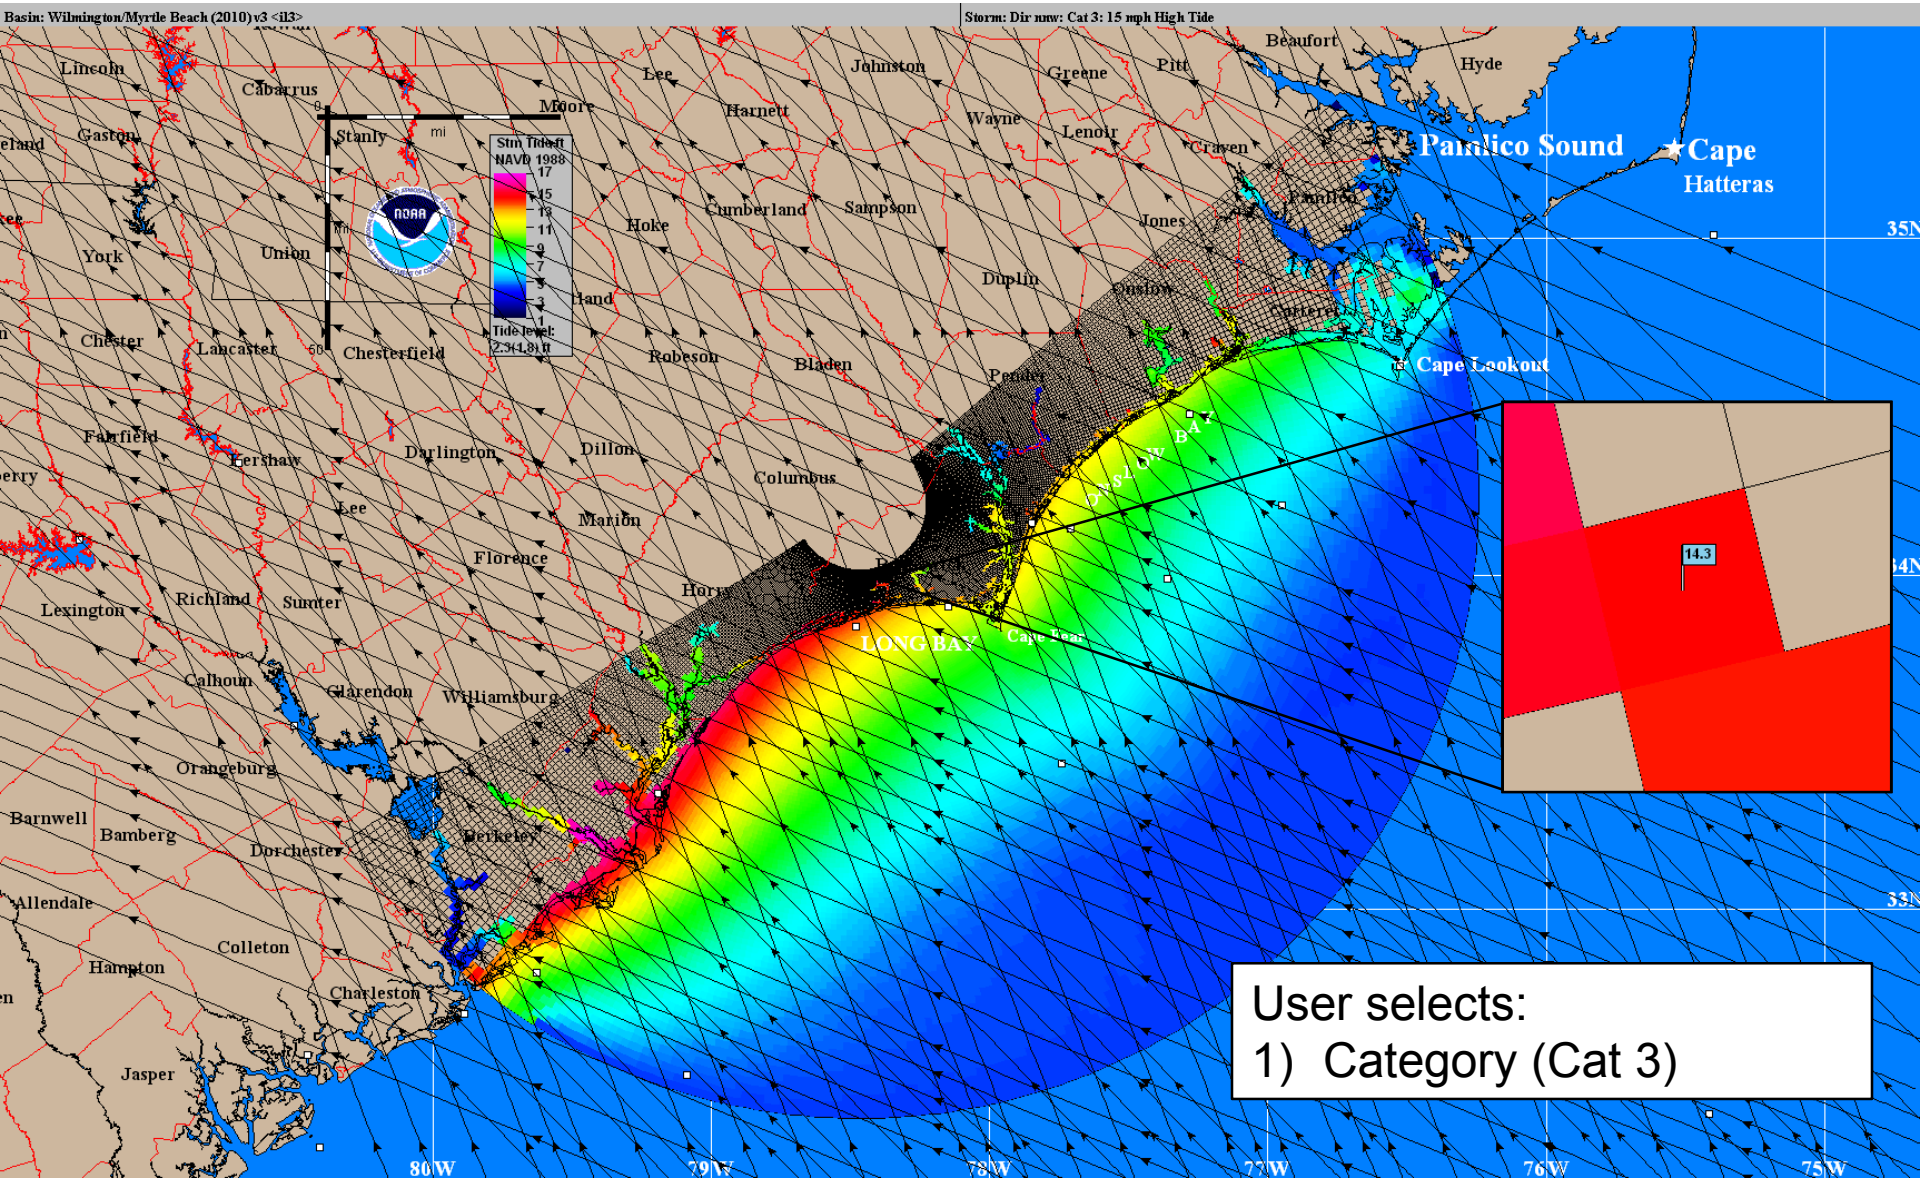 Basin: Wilmington/Myrtle Beach (2010) v3 <il3>
Storm: Dir nnw: Cat 3: 15 mph High Tide
Beaufort
Hyde
Lincoln
Cabarrus
Lee
Johnston
Greene
Pitt
Moore
Harnett
Wayne
Lenoir
Gaston
Stanly
mi
Stm Tide ft
NAVD 1988
17
15
13
11
9
7
5
3
1
Tide level:
2.3(1.8) ft
NOAA
50
Craven
Pamlico Sound
Cape
Hatteras
Pamlico
Cumberland
Sampson
Jones
Hoke
York
Union
35N
Duplin
Onslow
Carteret
Chester
Lancaster
Chesterfield
Robeson
Bladen
Pender
Cape Lookout
Fairfield
Kershaw
Darlington
Dillon
Columbus
ONSLOW BAY
Lee
Marion
Florence
14.3
34N
Horry
Lexington
Richland
Sumter
LONG BAY
Cape Fear
Calhoun
Clarendon
Williamsburg
Orangeburg
Barnwell
Bamberg
Berkeley
Dorchester
Allendale
33N
Colleton
Hampton
Charleston
Jasper
User selects:
1) Category (Cat 3)
80W
79W
78W
77W
76W
75W